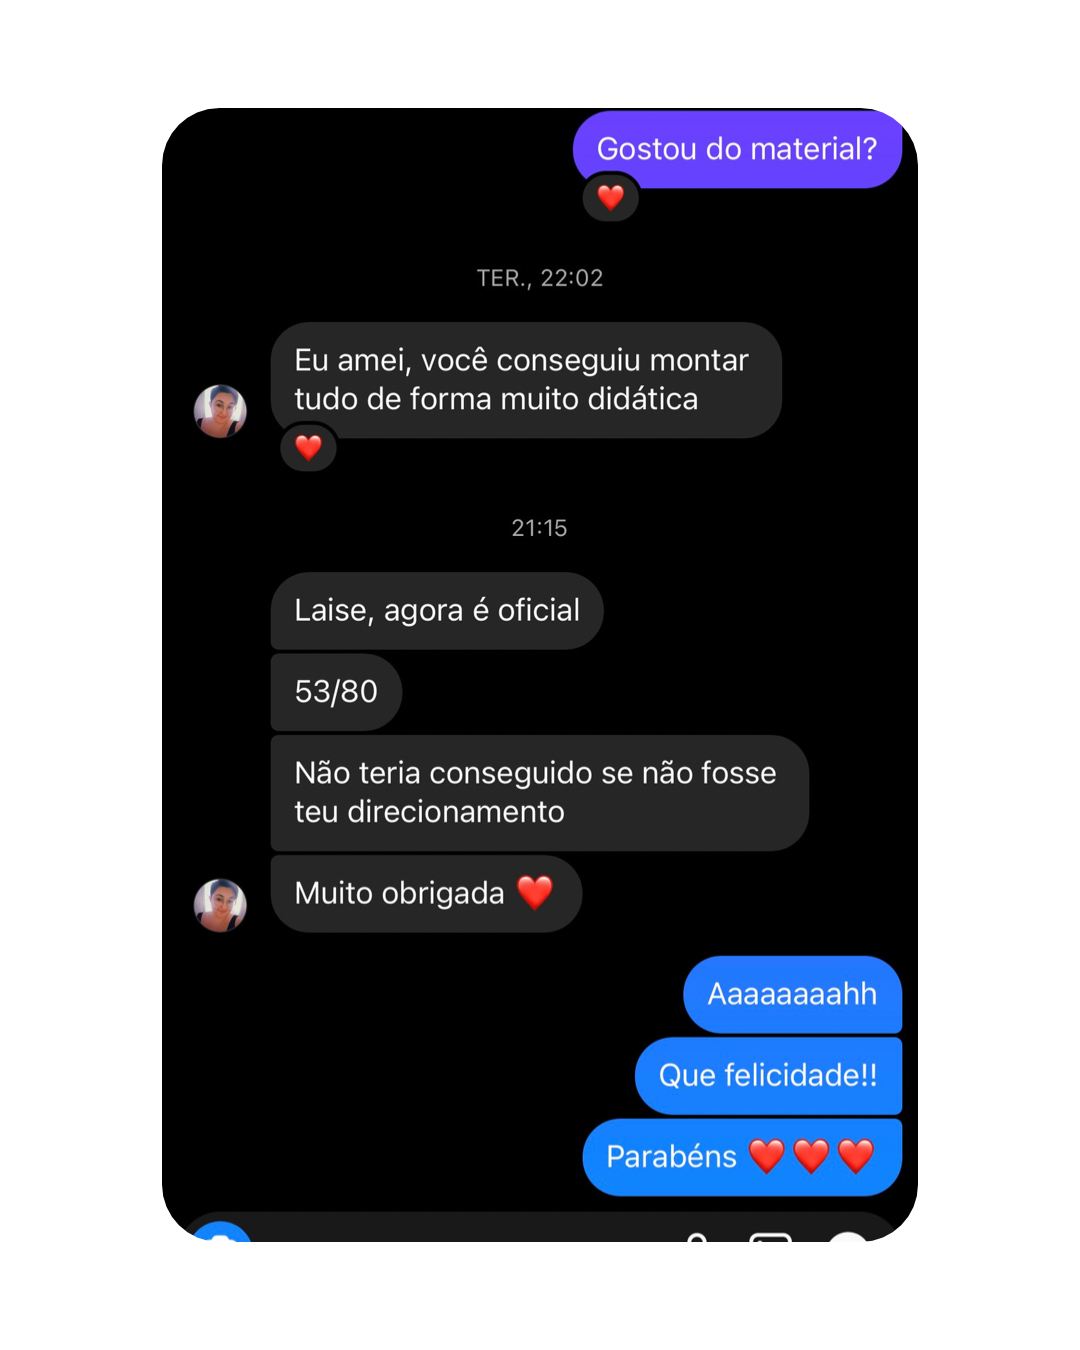 Gostou do material?
❤️
TER., 22:02
Eu amei, você conseguiu montar
tudo de forma muito didática
❤️
21:15
Laise, agora é oficial
53/80
Não teria conseguido se não fosse
teu direcionamento
Muito obrigada ❤️
Aaaaaaaahh
Que felicidade!!
Parabéns ❤️❤️❤️